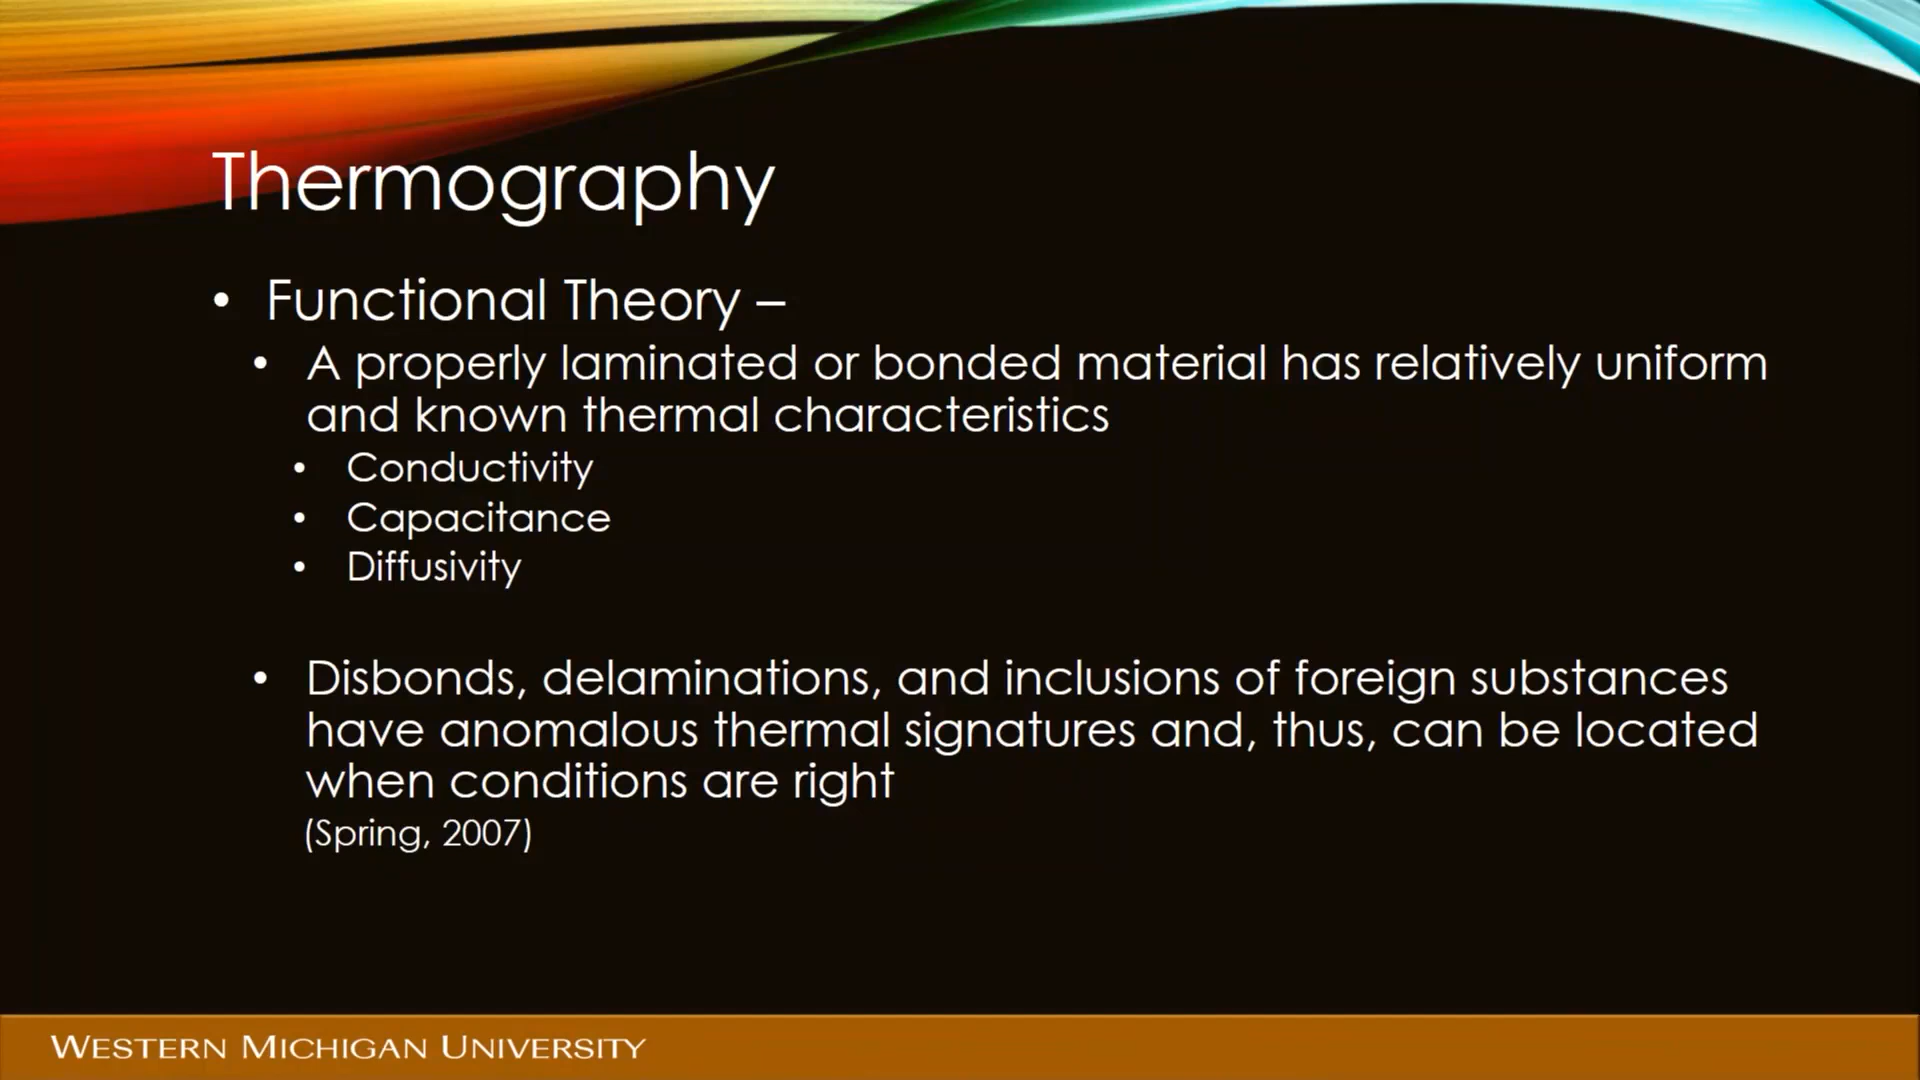 Thermography
• Functional Theory –
• A properly laminated or bonded material has relatively uniform
and known thermal characteristics
• Conductivity
• Capacitance
• Diffusivity
• Disbonds, delaminations, and inclusions of foreign substances
have anomalous thermal signatures and, thus, can be located
when conditions are right
(Spring, 2007)
WESTERN MICHIGAN UNIVERSITY